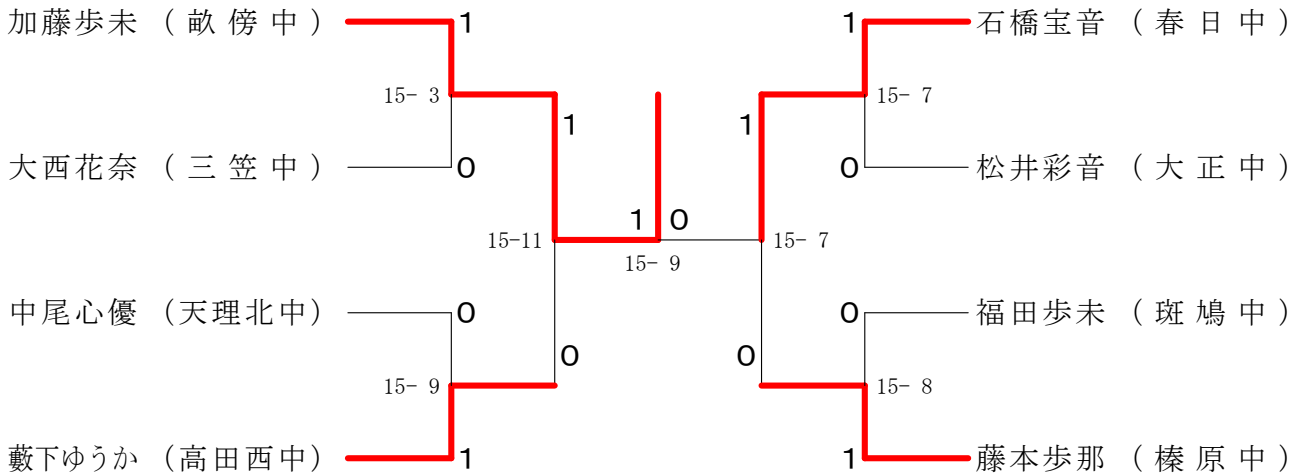 加藤歩未 （ 畝 傍 中 ） 1 1 石橋宝音 （ 春 日 中 ）
15- 3 15- 7
1 1
大西花奈 （ 三 笠 中 ） 0 0 松井彩音 （ 大 正 中 ）
1 0
15-11 15- 7
15- 9
中尾心優 （天理北中） 0 0 福田歩未 （ 斑 鳩 中 ）
0 0
15- 9 15- 8
藪下ゆうか （高田西中） 1 1 藤本歩那 （ 榛 原 中 ）